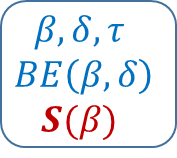 β, δ, τ
BE(β, δ)
S(β)